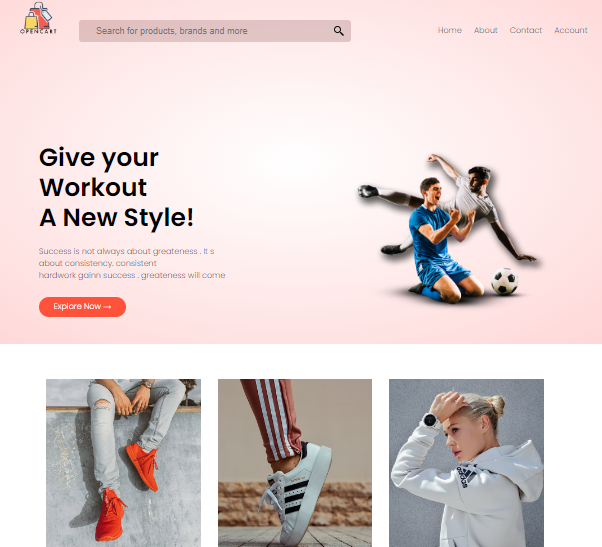 OPENCART
Search for products, brands and more
Home About Contact Account
Give your
Workout
A New Style!
Success is not always about greateness . It s
about consistency. consistent
hardwork gainn success . greateness will come
Explore Now →
adidas